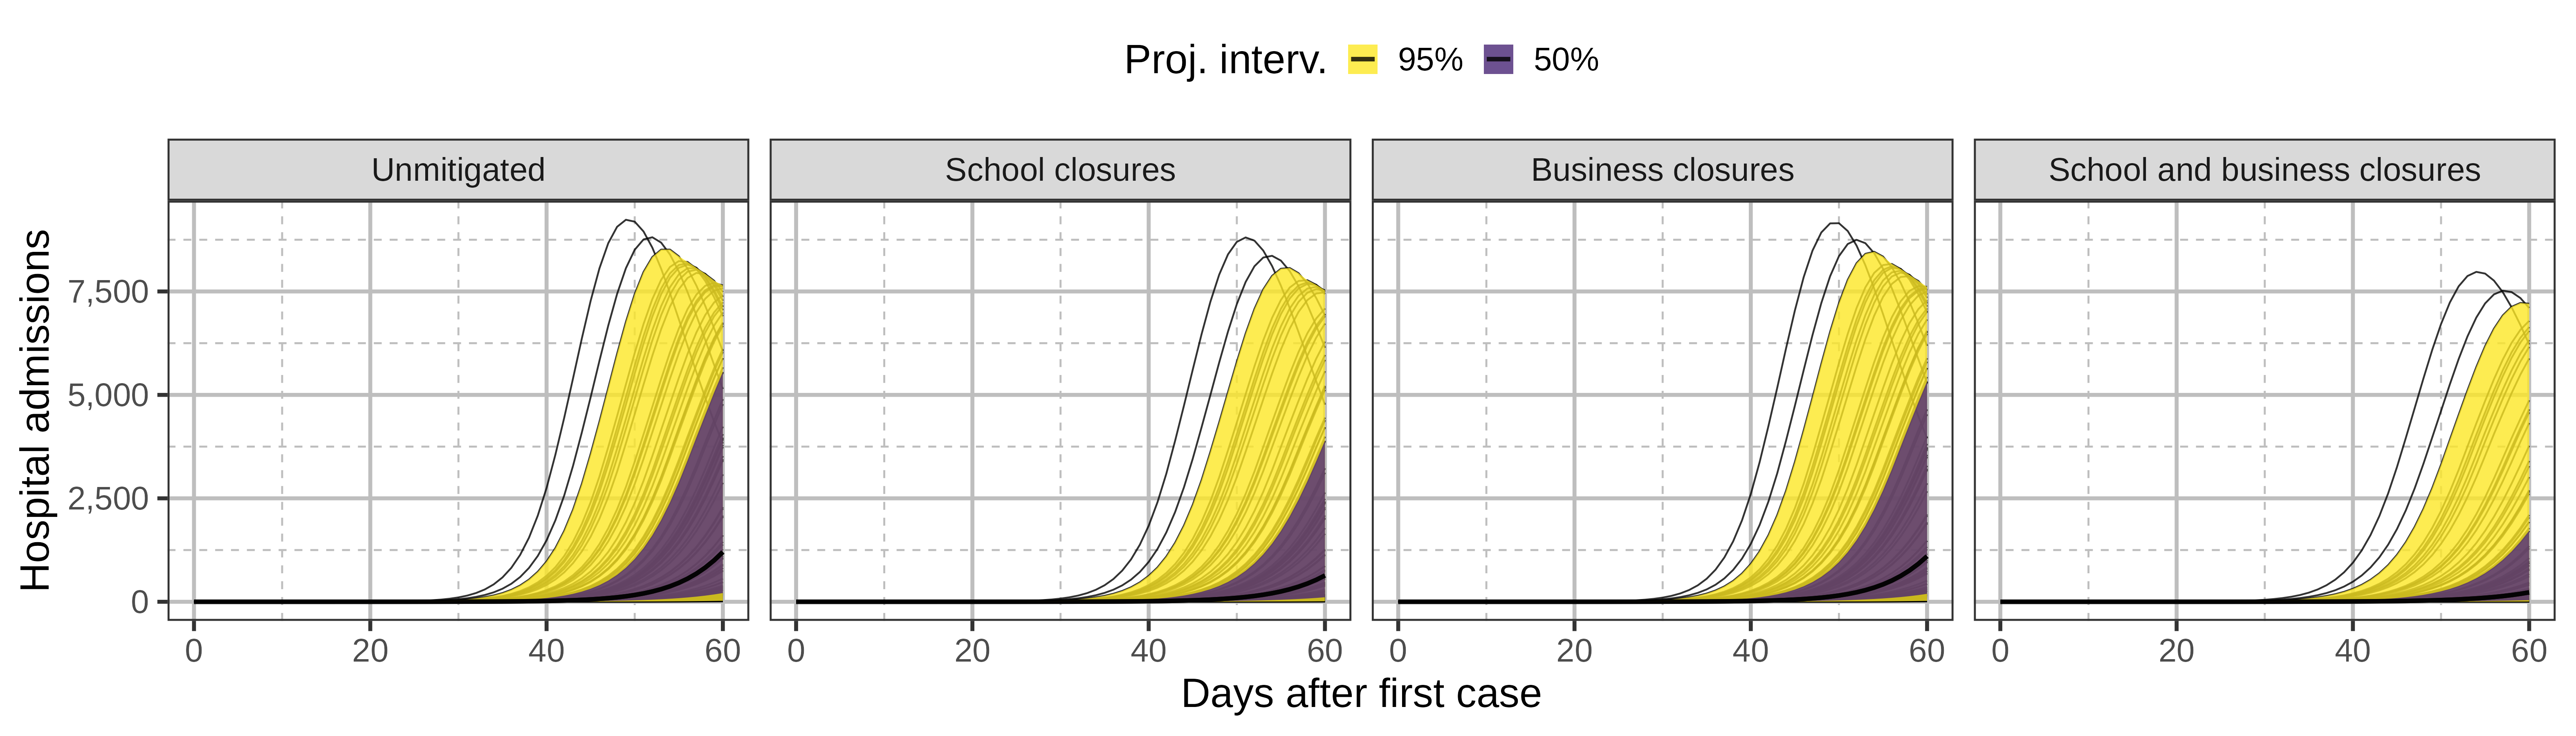 Proj. interv. 95% 50%
Unmitigated School closures Business closures School and business closures
Hospital admissions
7,500
5,000
2,500
0
0 20 40 60 0 20 40 60 0 20 40 60 0 20 40 60
Days after first case